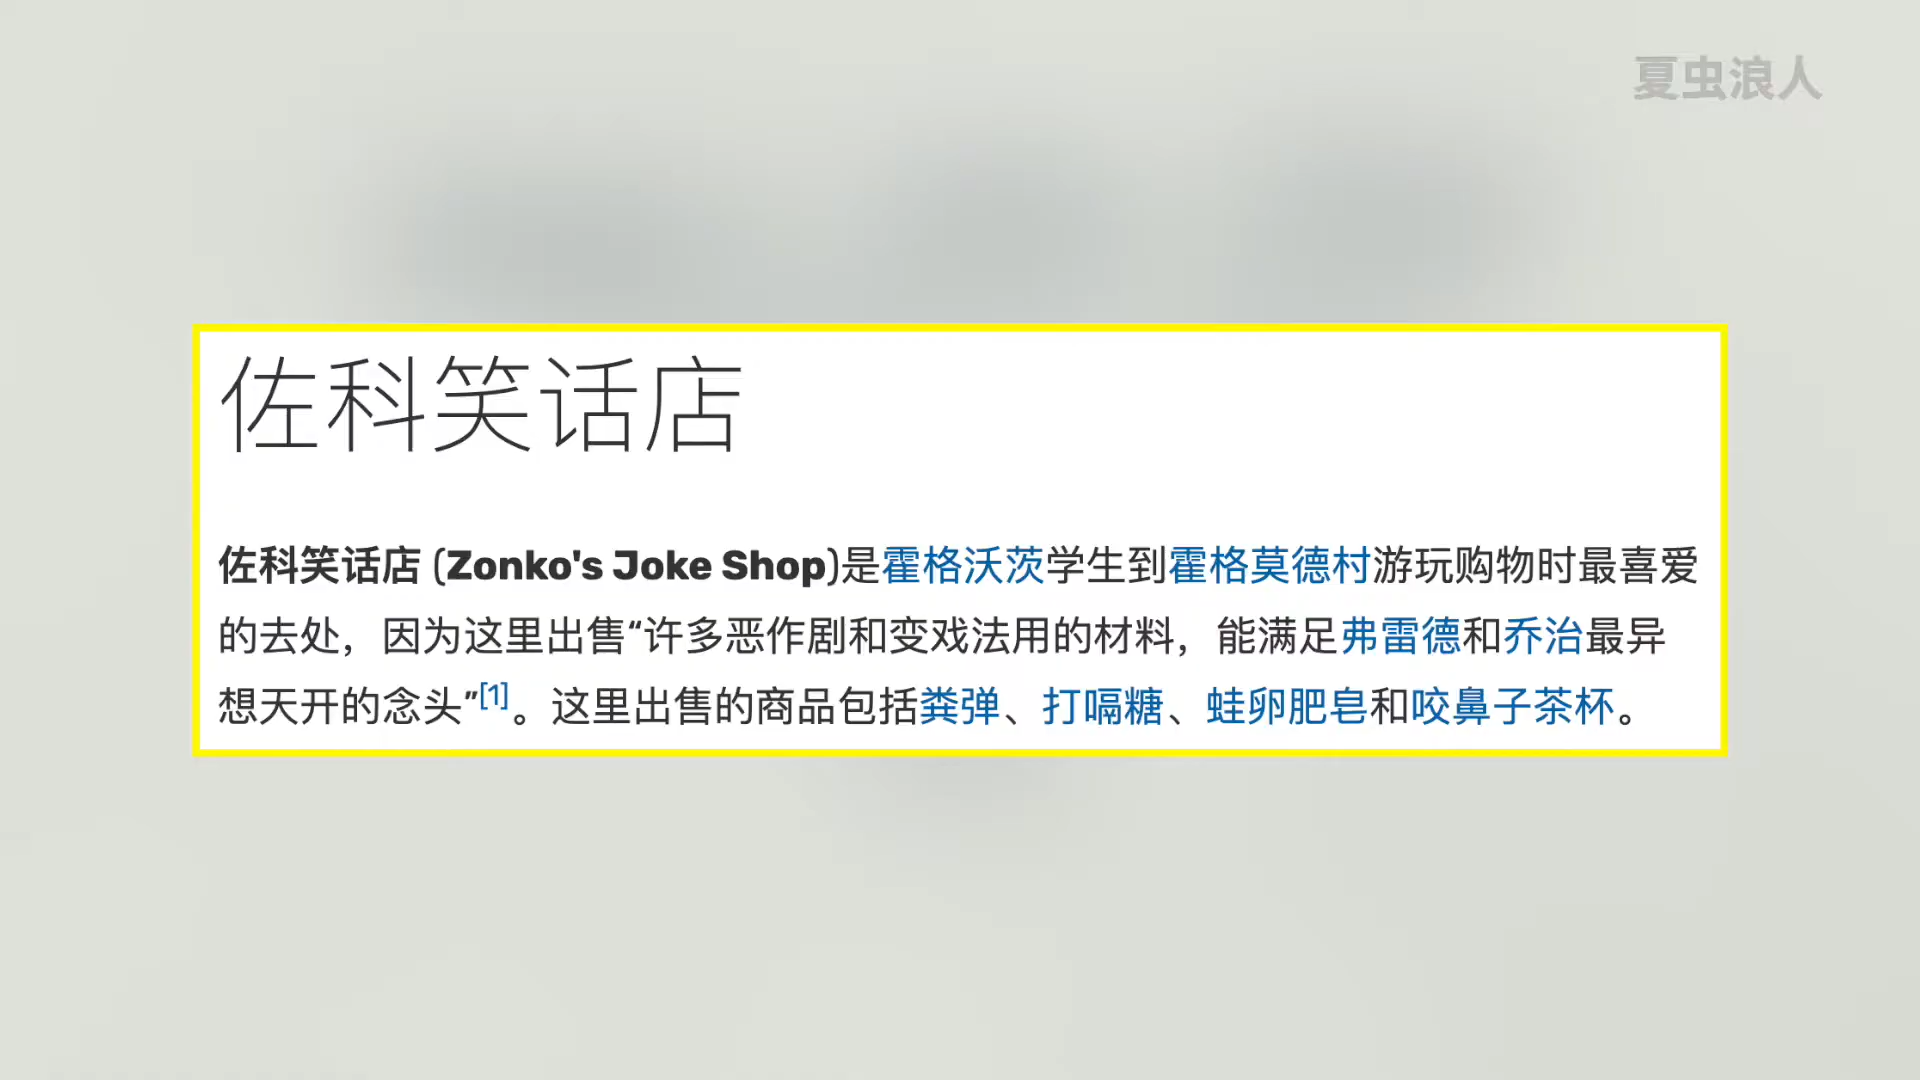 夏虫浪人
佐科笑话店
佐科笑话店 (Zonko's Joke Shop)是霍格沃茨学生到霍格莫德村游玩购物时最喜爱
的去处，因为这里出售“许多恶作剧和变戏法用的材料，能满足弗雷德和乔治最异
想天开的念头”[1]。这里出售的商品包括粪弹、打嗝糖、蛙卵肥皂和咬鼻子茶杯。